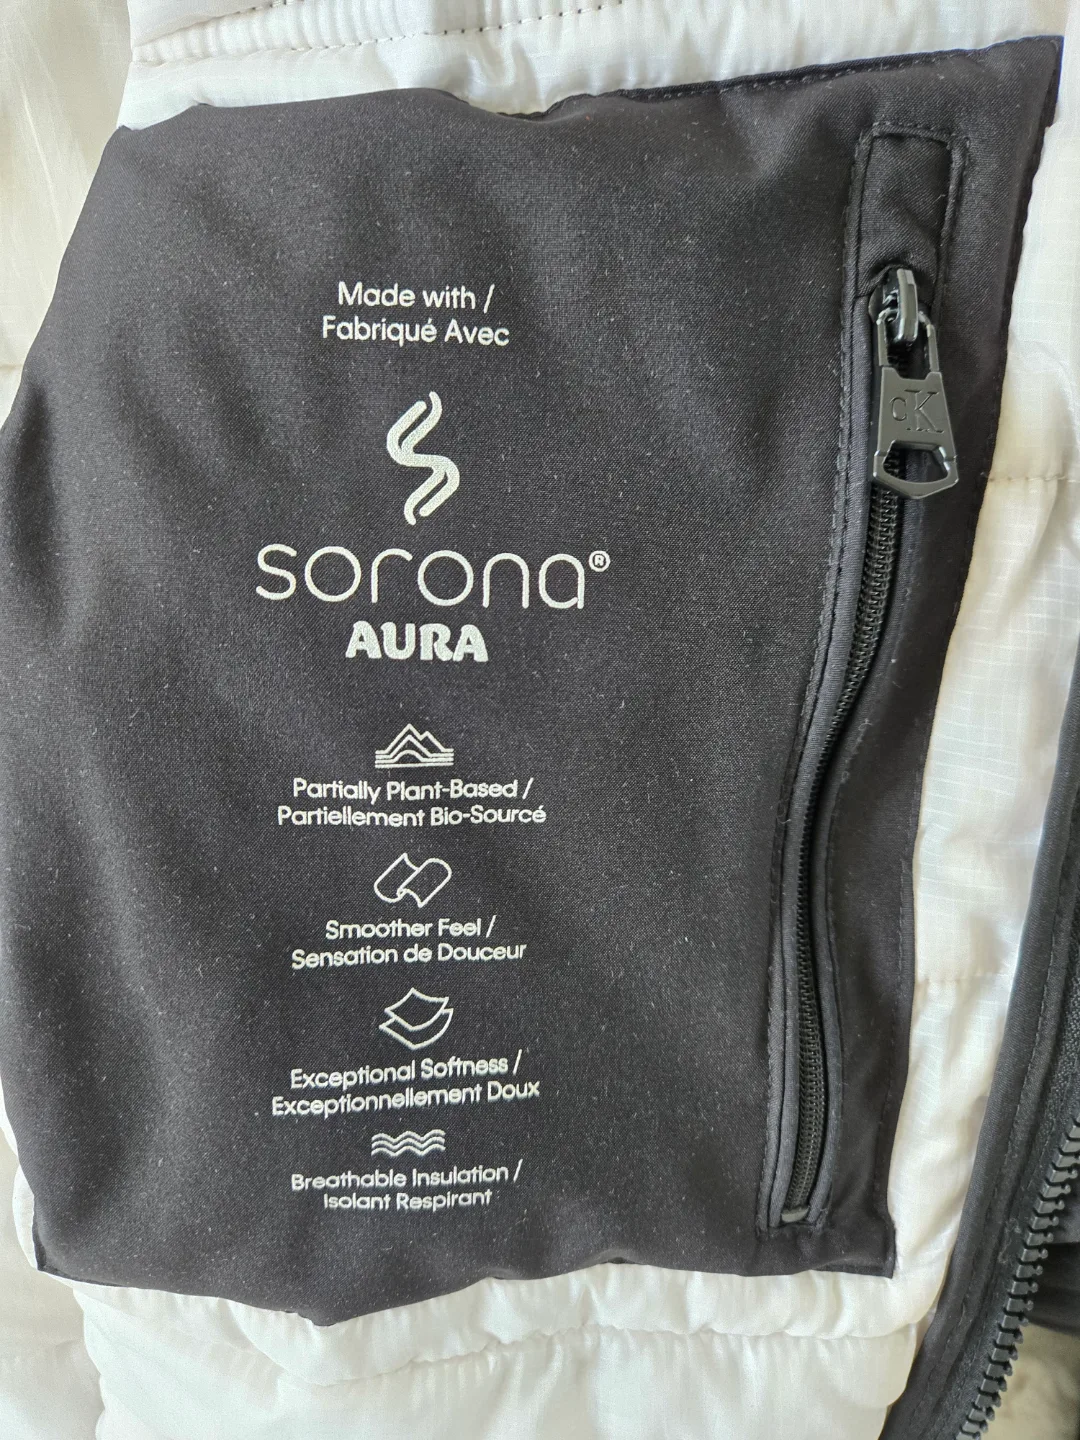 Made with /
Fabriqué Avec
sorona®
AURA
Partially Plant-Based /
Partiellement Bio-Sourcé
Smoother Feel /
Sensation de Douceur
Exceptional Softness /
Exceptionnellement Doux
Breathable Insulation /
Isolant Respirant
cK